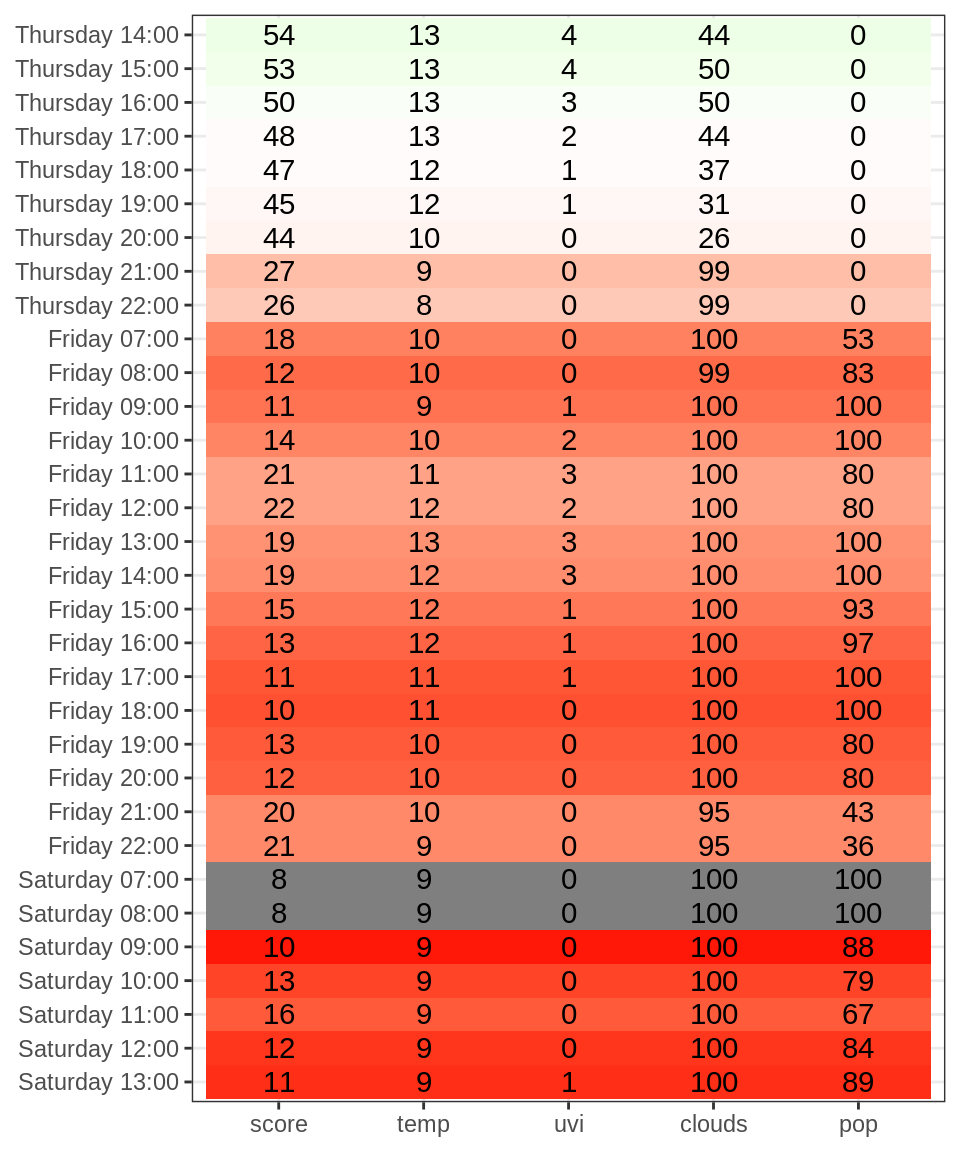 Thursday 14:00 54 13 4 44 0
Thursday 15:00 53 13 4 50 0
Thursday 16:00 50 13 3 50 0
Thursday 17:00 48 13 2 44 0
Thursday 18:00 47 12 1 37 0
Thursday 19:00 45 12 1 31 0
Thursday 20:00 44 10 0 26 0
Thursday 21:00 27 9 0 99 0
Thursday 22:00 26 8 0 99 0
Friday 07:00 18 10 0 100 53
Friday 08:00 12 10 0 99 83
Friday 09:00 11 9 1 100 100
Friday 10:00 14 10 2 100 100
Friday 11:00 21 11 3 100 80
Friday 12:00 22 12 2 100 80
Friday 13:00 19 13 3 100 100
Friday 14:00 19 12 3 100 100
Friday 15:00 15 12 1 100 93
Friday 16:00 13 12 1 100 97
Friday 17:00 11 11 1 100 100
Friday 18:00 10 11 0 100 100
Friday 19:00 13 10 0 100 80
Friday 20:00 12 10 0 100 80
Friday 21:00 20 10 0 95 43
Friday 22:00 21 9 0 95 36
Saturday 07:00 8 9 0 100 100
Saturday 08:00 8 9 0 100 100
Saturday 09:00 10 9 0 100 88
Saturday 10:00 13 9 0 100 79
Saturday 11:00 16 9 0 100 67
Saturday 12:00 12 9 0 100 84
Saturday 13:00 11 9 1 100 89
score temp uvi clouds pop